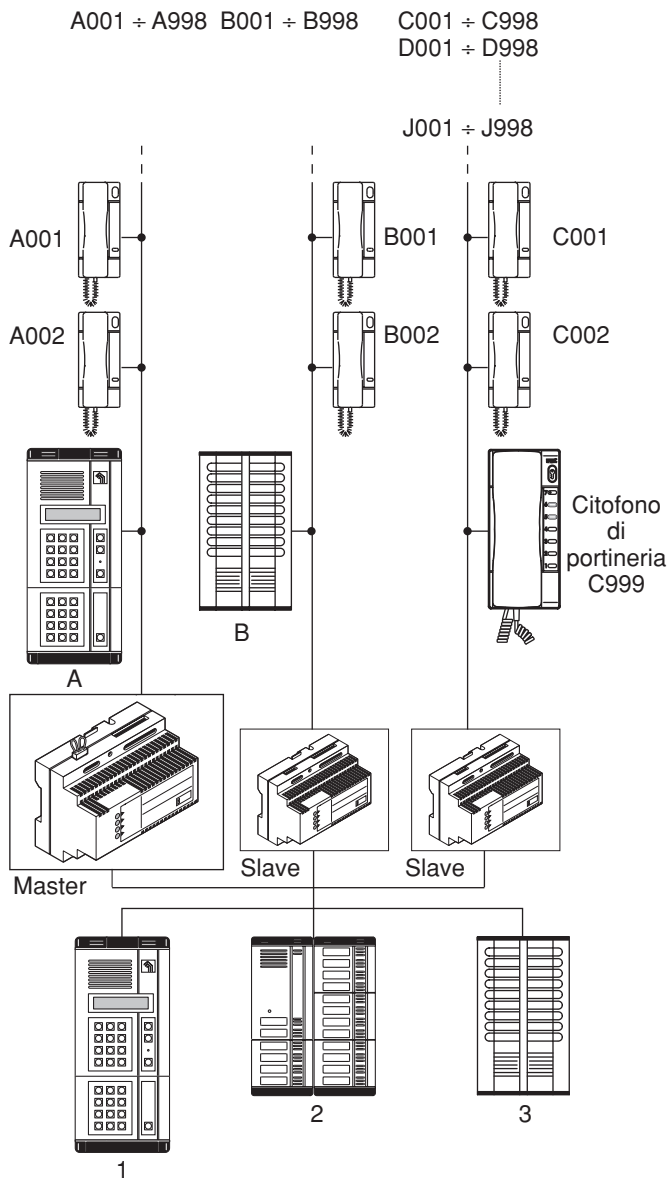 A001 ÷ A998 B001 ÷ B998 C001 ÷ C998
D001 ÷ D998
J001 ÷ J998
A001
B001
C001
A002
B002
C002
Citofono
di
portineria
C999
A
B
Master
Slave
Slave
1
2
3